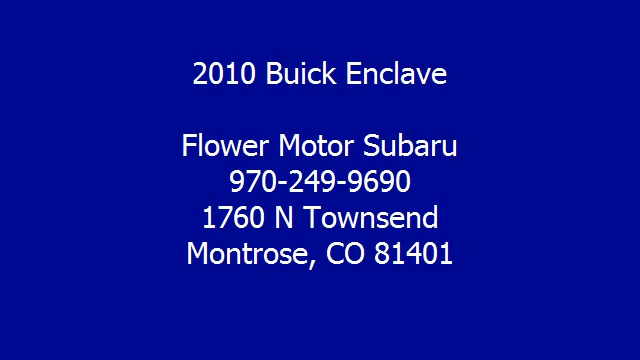 2010 Buick Enclave
Flower Motor Subaru
970-249-9690
1760 N Townsend
Montrose, CO 81401